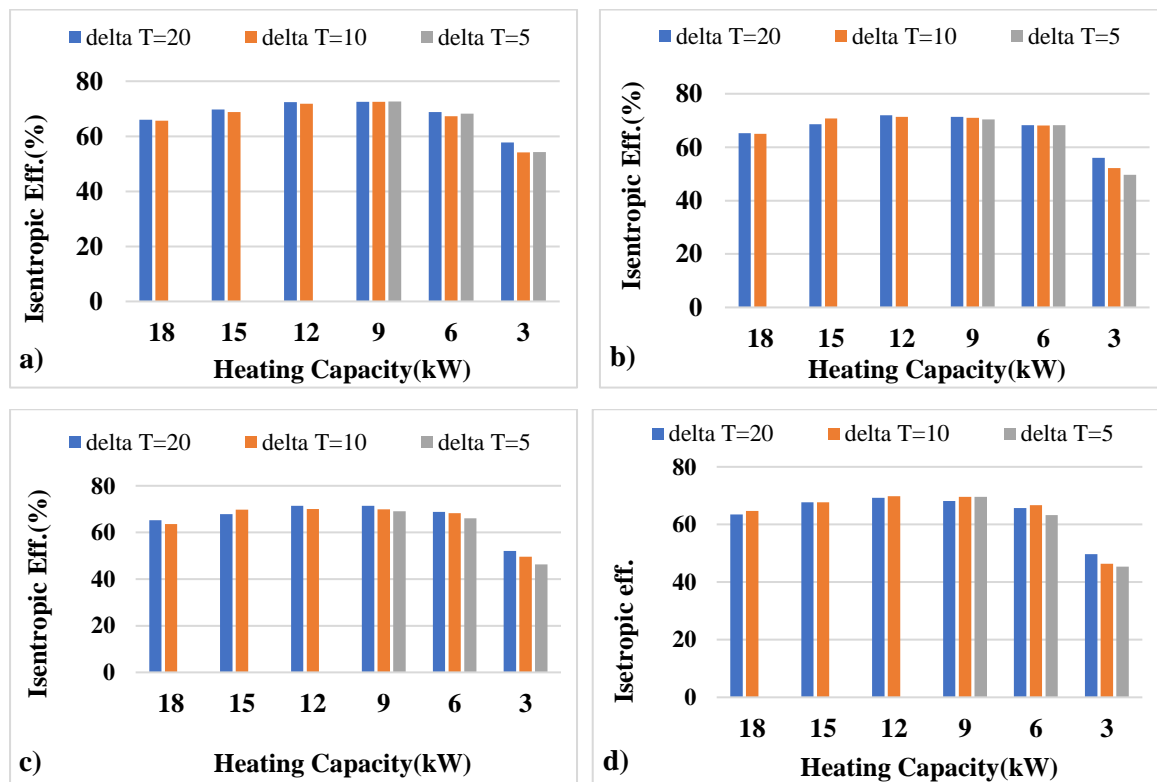 delta T=20 delta T=10 delta T=5
Isentropic Eff.(%)
80
60
40
20
0
18 15 12 9 6 3
Heating Capacity(kW)
a)
delta T=20 delta T=10 delta T=5
Isentropic Eff.(%)
80
60
40
20
0
18 15 12 9 6 3
Heating Capacity(kW)
b)
delta T=20 delta T=10 delta T=5
Isentropic Eff.(%)
80
60
40
20
0
18 15 12 9 6 3
Heating Capacity(kW)
c)
delta T=20 delta T=10 delta T=5
Isetropic eff.
80
60
40
20
0
18 15 12 9 6 3
Heating Capacity(kW)
d)